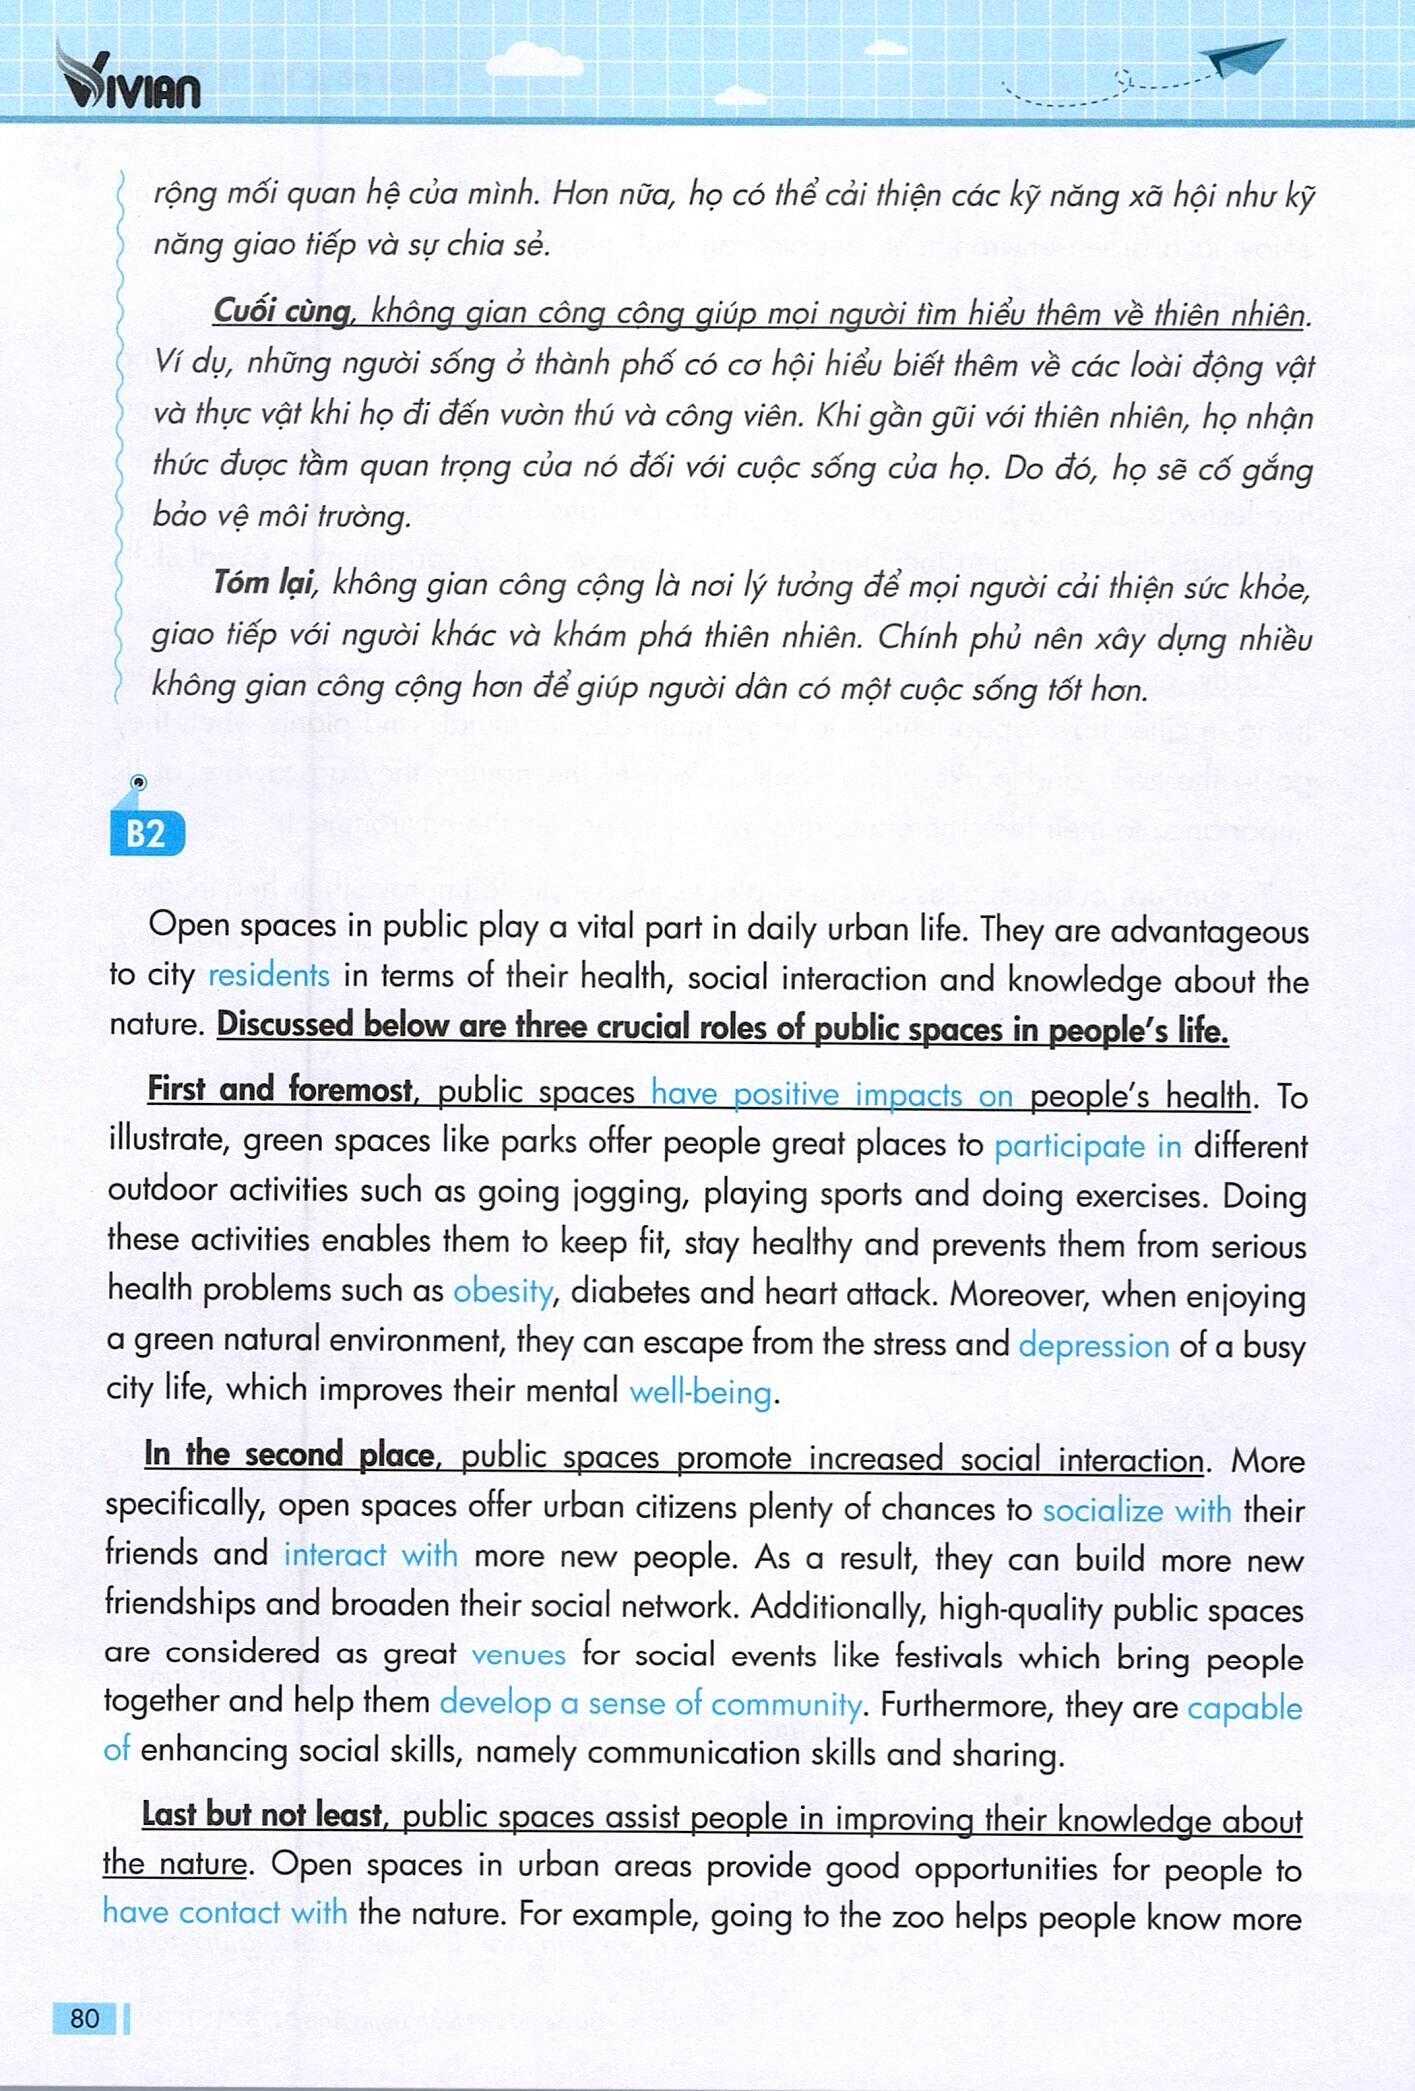 VIVIAN
rộng mối quan hệ của mình. Hơn nữa, họ có thể cải thiện các kỹ năng xã hội như kỹ
năng giao tiếp và sự chia sẻ.
Cuối cùng, không gian công cộng giúp mọi người tìm hiểu thêm về thiên nhiên.
Ví dụ, những người sống ở thành phố có cơ hội hiểu biết thêm về các loài động vật
và thực vật khi họ đi đến vườn thú và công viên. Khi gần gũi với thiên nhiên, họ nhận
thức được tầm quan trọng của nó đối với cuộc sống của họ. Do đó, họ sẽ cố gắng
bảo vệ môi trường.
Tóm lại, không gian công cộng là nơi lý tưởng để mọi người cải thiện sức khỏe,
giao tiếp với người khác và khám phá thiên nhiên. Chính phủ nên xây dựng nhiều
không gian công cộng hơn để giúp người dân có một cuộc sống tốt hơn.
B2
Open spaces in public play a vital part in daily urban life. They are advantageous
to city residents in terms of their health, social interaction and knowledge about the
nature. Discussed below are three crucial roles of public spaces in people's life.
First and foremost, public spaces have positive impacts on people's health. To
illustrate, green spaces like parks offer people great places to participate in different
outdoor activities such as going jogging, playing sports and doing exercises. Doing
these activities enables them to keep fit, stay healthy and prevents them from serious
health problems such as obesity, diabetes and heart attack. Moreover, when enjoying
a green natural environment, they can escape from the stress and depression of a busy
city life, which improves their mental well-being.
In the second place, public spaces promote increased social interaction. More
specifically, open spaces offer urban citizens plenty of chances to socialize with their
friends and interact with more new people. As a result, they can build more new
friendships and broaden their social network. Additionally, high-quality public spaces
are considered as great venues for social events like festivals which bring people
together and help them develop a sense of community. Furthermore, they are capable
of enhancing social skills, namely communication skills and sharing.
Last but not least, public spaces assist people in improving their knowledge about
the nature. Open spaces in urban areas provide good opportunities for people to
have contact with the nature. For example, going to the zoo helps people know more
80